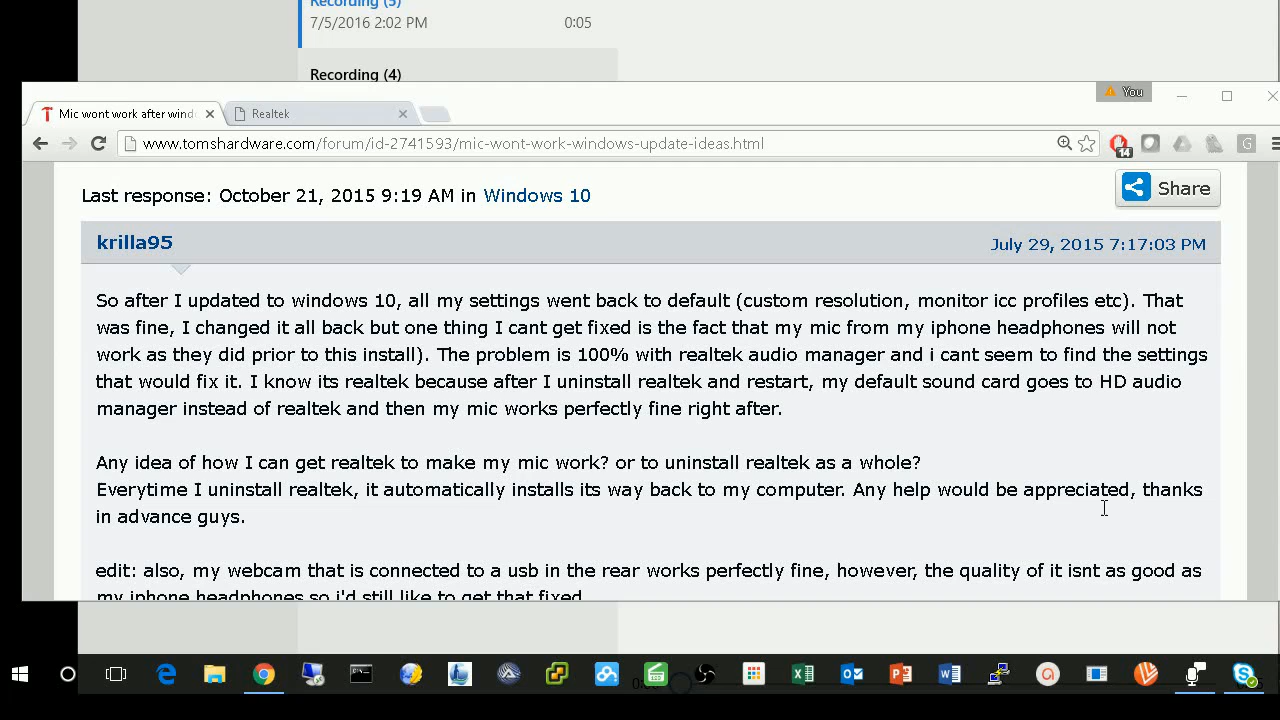 Recording (5)
7/5/2016 2:02 PM 0:05
Recording (4)
You
Mic wont work after wind
Realtek
www.tomshardware.com/forum/id-2741593/mic-wont-work-windows-update-ideas.html
14
G
Last response: October 21, 2015 9:19 AM in Windows 10
Share
krilla95
July 29, 2015 7:17:03 PM
So after I updated to windows 10, all my settings went back to default (custom resolution, monitor icc profiles etc). That
was fine, I changed it all back but one thing I cant get fixed is the fact that my mic from my iphone headphones will not
work as they did prior to this install). The problem is 100% with realtek audio manager and i cant seem to find the settings
that would fix it. I know its realtek because after I uninstall realtek and restart, my default sound card goes to HD audio
manager instead of realtek and then my mic works perfectly fine right after.
Any idea of how I can get realtek to make my mic work? or to uninstall realtek as a whole?
Everytime I uninstall realtek, it automatically installs its way back to my computer. Any help would be appreciated, thanks
in advance guys.
edit: also, my webcam that is connected to a usb in the rear works perfectly fine, however, the quality of it isnt as good as
my iphone headphones so i'd still like to get that fixed